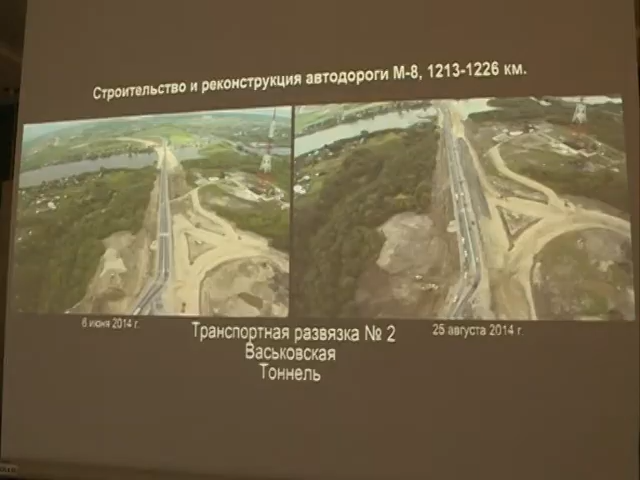 Строительство и реконструкция автодороги М-8, 1213-1226 км.
6 июня 2014 г.
25 августа 2014 г.
Транспортная развязка № 2
Васьковская
Тоннель